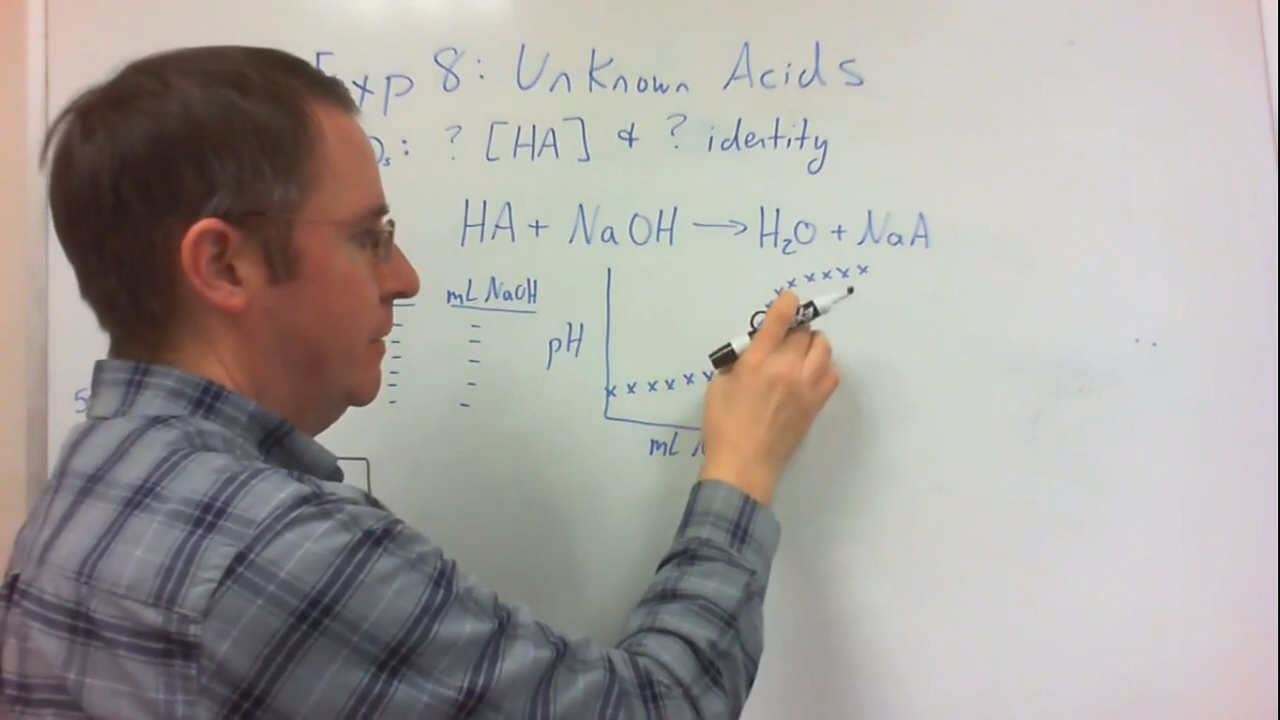 Exp 8: Unknown Acids
: ? [HA] & ? identity
HA + NaOH → H₂O + NaA
mL NaOH
pH
mL